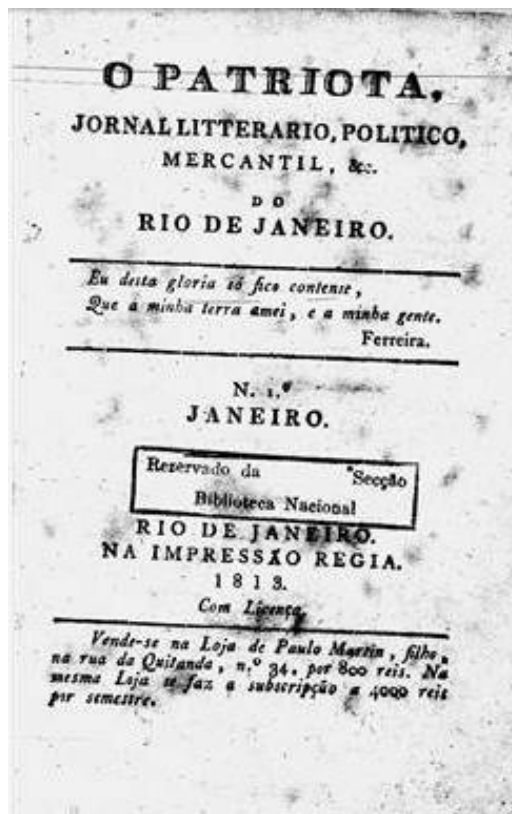 O PATRIOTA,
JORNAL LITTERARIO, POLITICO,
MERCANTIL, &c.
DO
RIO DE JANEIRO.
Eu desta gloria só fico contente,
Que a minha terra amei, e a minha gente.
Ferreira.
N. 1.º
JANEIRO.
Rezervado da Secção
Biblioteca Nacional
RIO DE JANEIRO.
NA IMPRESSÃO REGIA.
1813.
Com Licença.
Vende-se na Loja de Paulo Martin, filho,
na rua da Quitanda, n.º 34, por 800 reis. Na
mesma Loja se faz a subscripção a 4000 reis
por semestre.